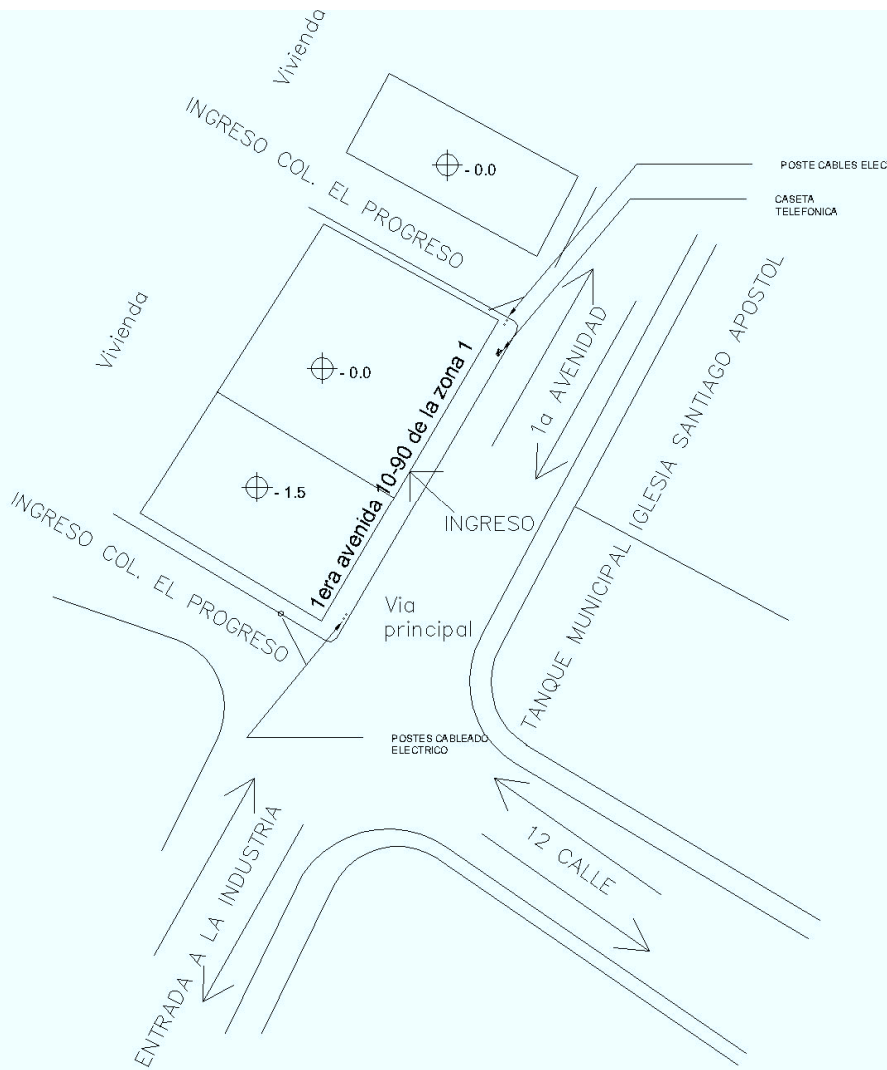 Vivienda
INGRESO COL. EL PROGRESO
- 0.0
POSTE CABLES ELEC
CASETA
TELEFONICA
Vivienda
- 0.0
1a AVENIDAD
IGLESIA SANTIAGO APOSTOL
1era avenida 10-90 de la zona 1
- 1.5
INGRESO COL. EL PROGRESO
INGRESO
Via
principal
TANQUE MUNICIPAL
POSTES CABLEADO
ELECTRICO
12 CALLE
ENTRADA A LA INDUSTRIA